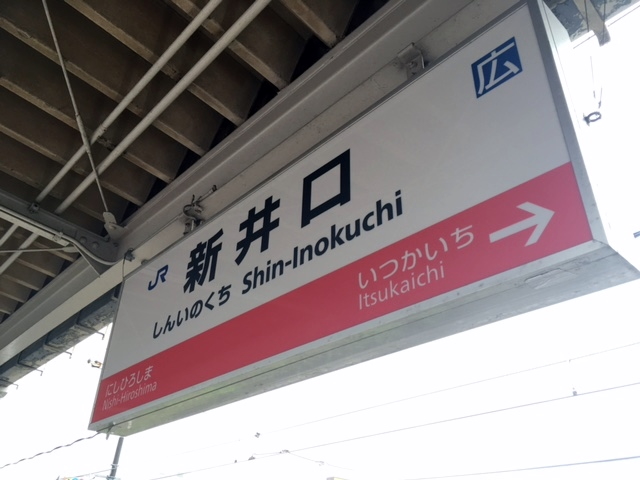 広
JR 新井口
しんいのくち Shin-Inokuchi
いつかいち
Itsukaichi
にしひろしま
Nishi-Hiroshima